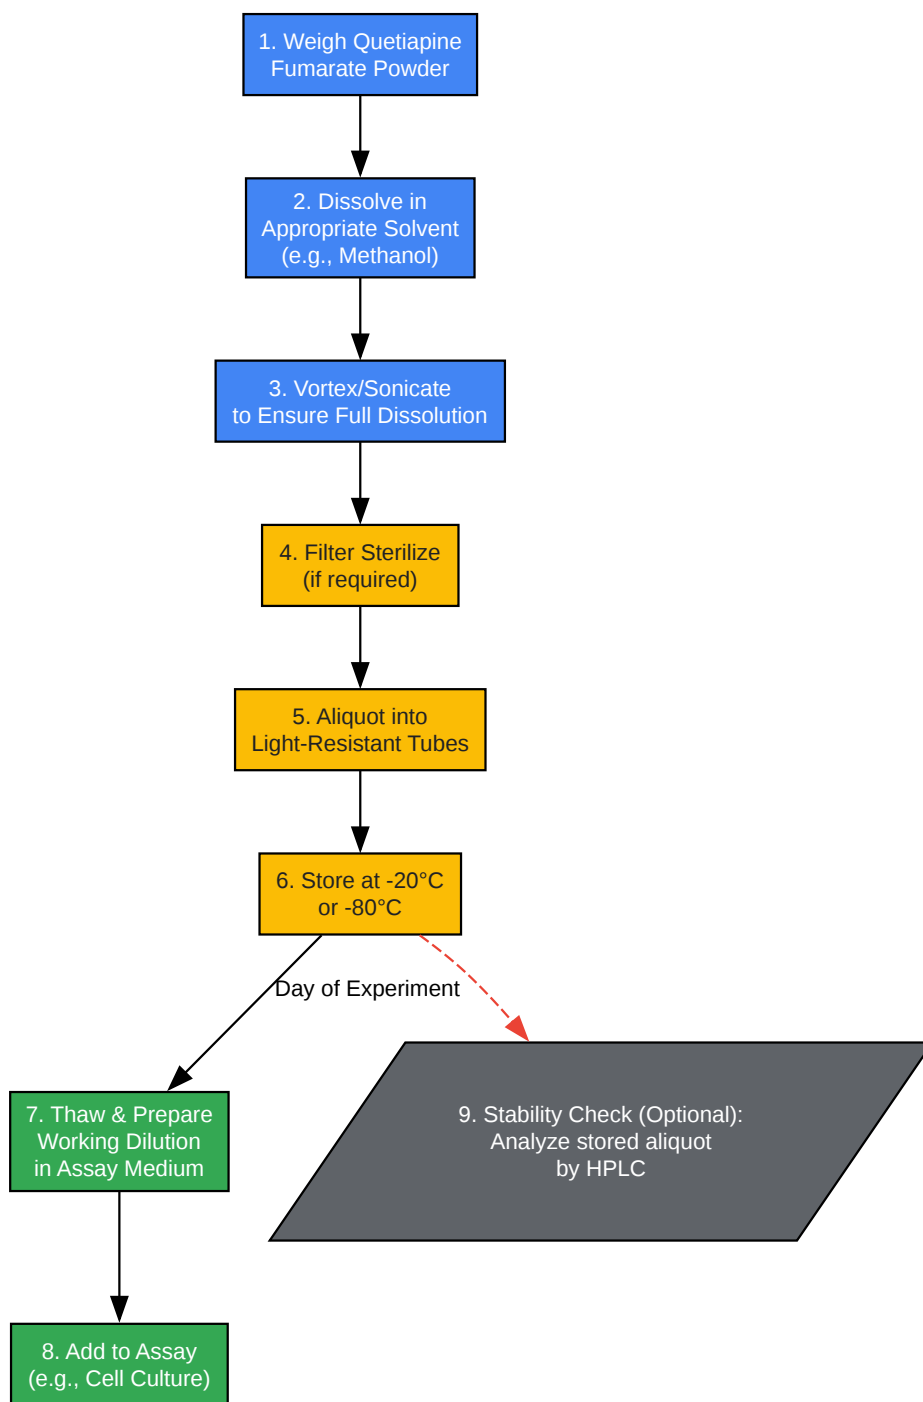 1. Weigh Quetiapine
Fumarate Powder
2. Dissolve in
Appropriate Solvent
(e.g., Methanol)
3. Vortex/Sonicate
to Ensure Full Dissolution
4. Filter Sterilize
(if required)
5. Aliquot into
Light-Resistant Tubes
6. Store at -20°C
or -80°C
Day of Experiment
7. Thaw & Prepare
Working Dilution
in Assay Medium
9. Stability Check (Optional):
Analyze stored aliquot
by HPLC
8. Add to Assay
(e.g., Cell Culture)